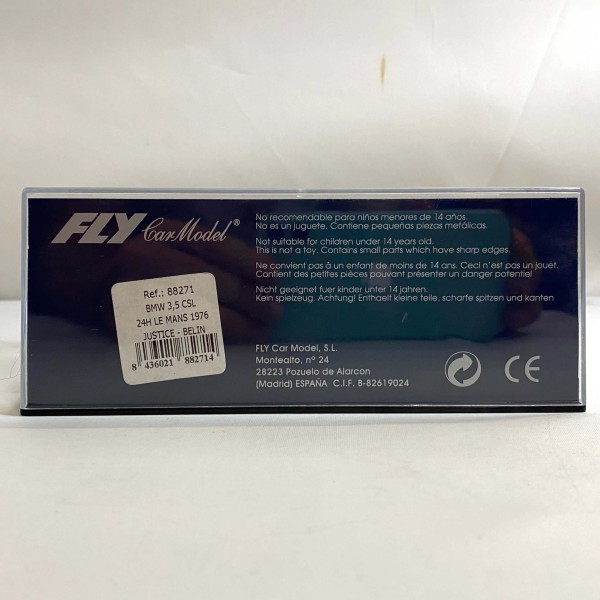 FLY CarModel®
No recomendable para niños menores de 14 años.
No es un juguete. Contiene pequeñas piezas metálicas.
Not suitable for children under 14 years old.
This is not a toy. Contains small parts which have sharp edges.
Ne convient pas à un enfant de moins de 14 ans. Ceci n'est pas un jouet.
Contient des petites pièces pouvant présenter un danger potentiel
Nicht geeignet fuer kinder unter 14 jahren.
Kein spielzeug. Achtung! Enthaelt kleine teile, scharfe spitzen und kanten
Ref.: 88271
BMW 3,5 CSL
24H LE MANS 1976
JUSTICE - BELIN
8 436021 882714
FLY Car Model, S.L.
Montealto, nº 24
28223 Pozuelo de Alarcon
(Madrid) ESPAÑA C.I.F. B-82619024
CE